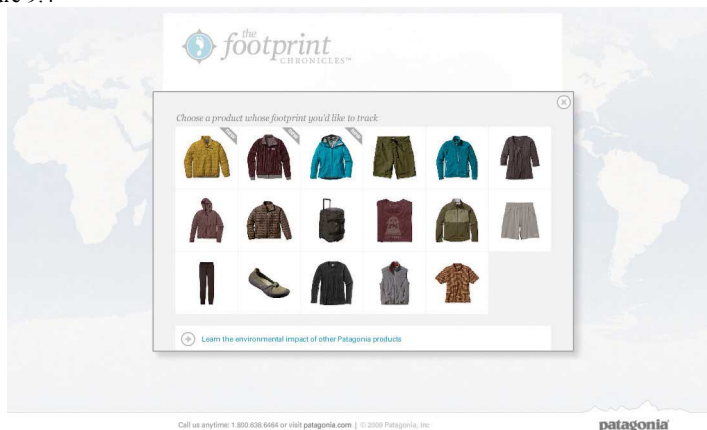 the
footprint
CHRONICLES™
Choose a product whose footprint you'd like to track
Learn the environmental impact of other Patagonia products
Call us anytime: 1.800.638.6464 or visit patagonia.com | © 2009 Patagonia, Inc
patagonia